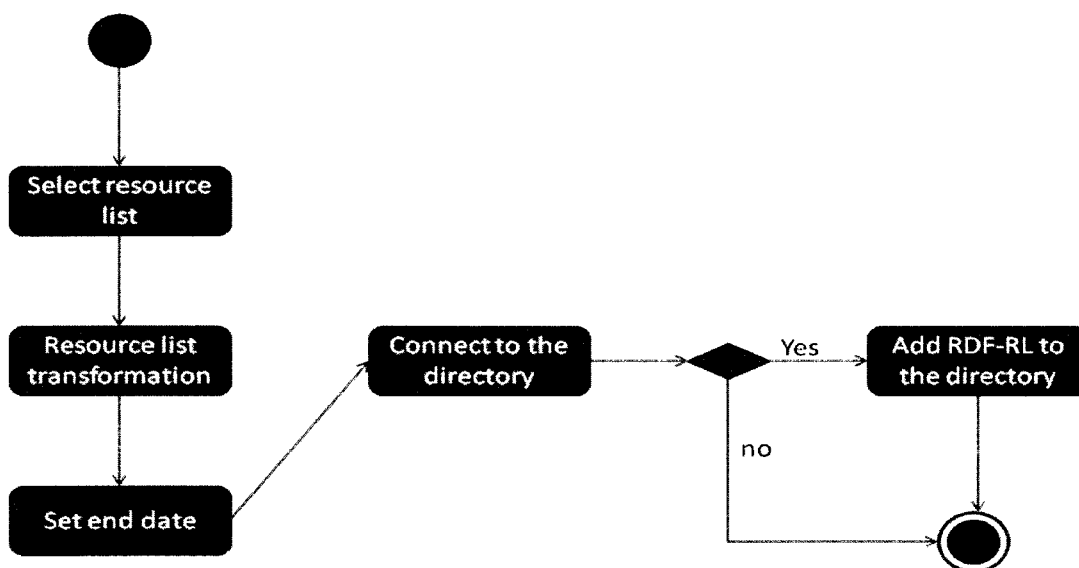 Select resource
list
Resource list
transformation
Set end date
Connect to the
directory
Yes
no
Add RDF-RL to
the directory